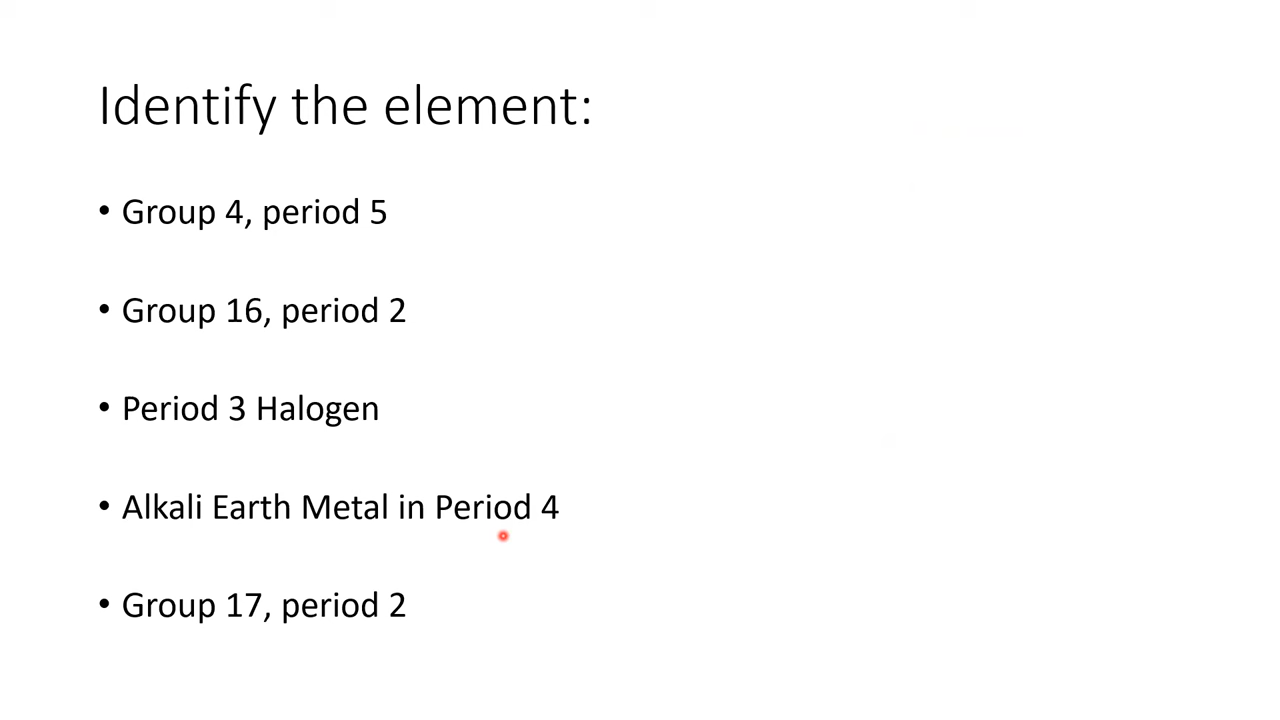 Identify the element:
• Group 4, period 5
• Group 16, period 2
• Period 3 Halogen
• Alkali Earth Metal in Period 4
• Group 17, period 2